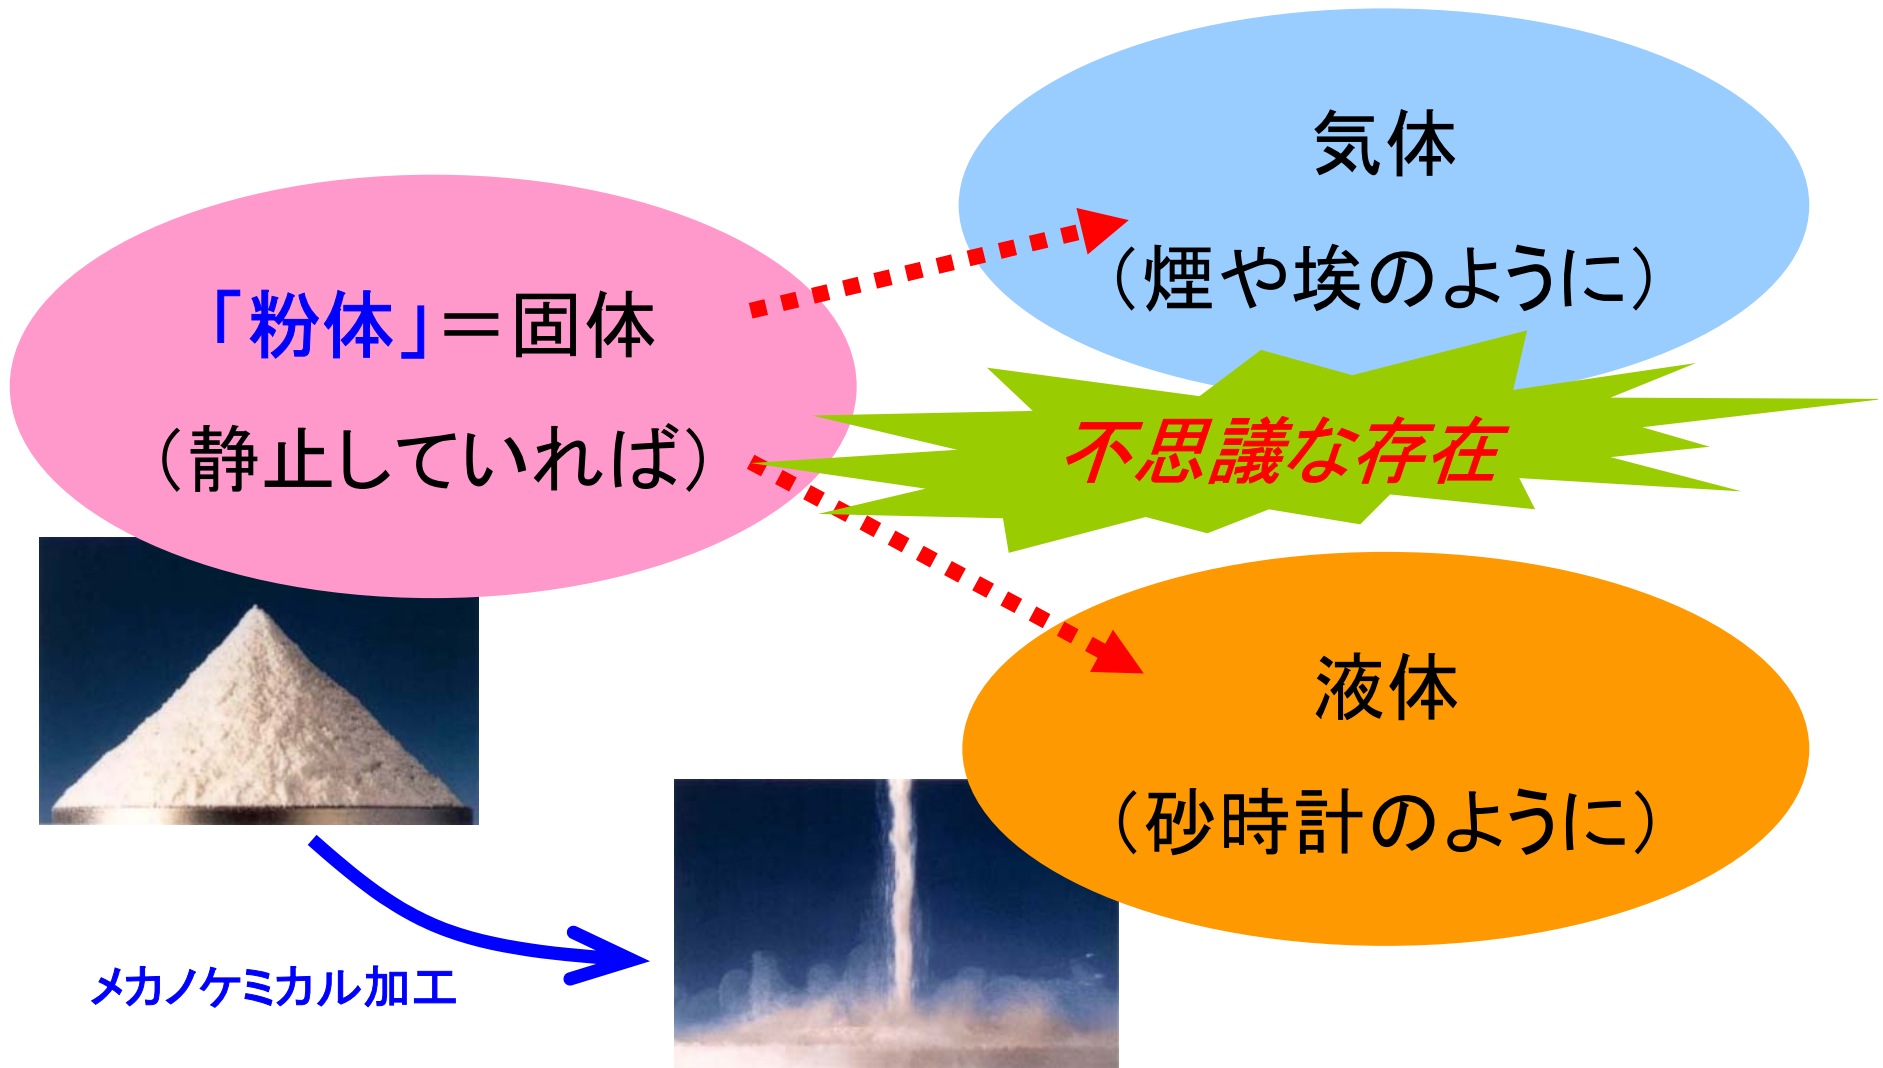 気体
（煙や埃のように）
「粉体」＝固体
（静止していれば）
不思議な存在
液体
（砂時計のように）
メカノケミカル加工